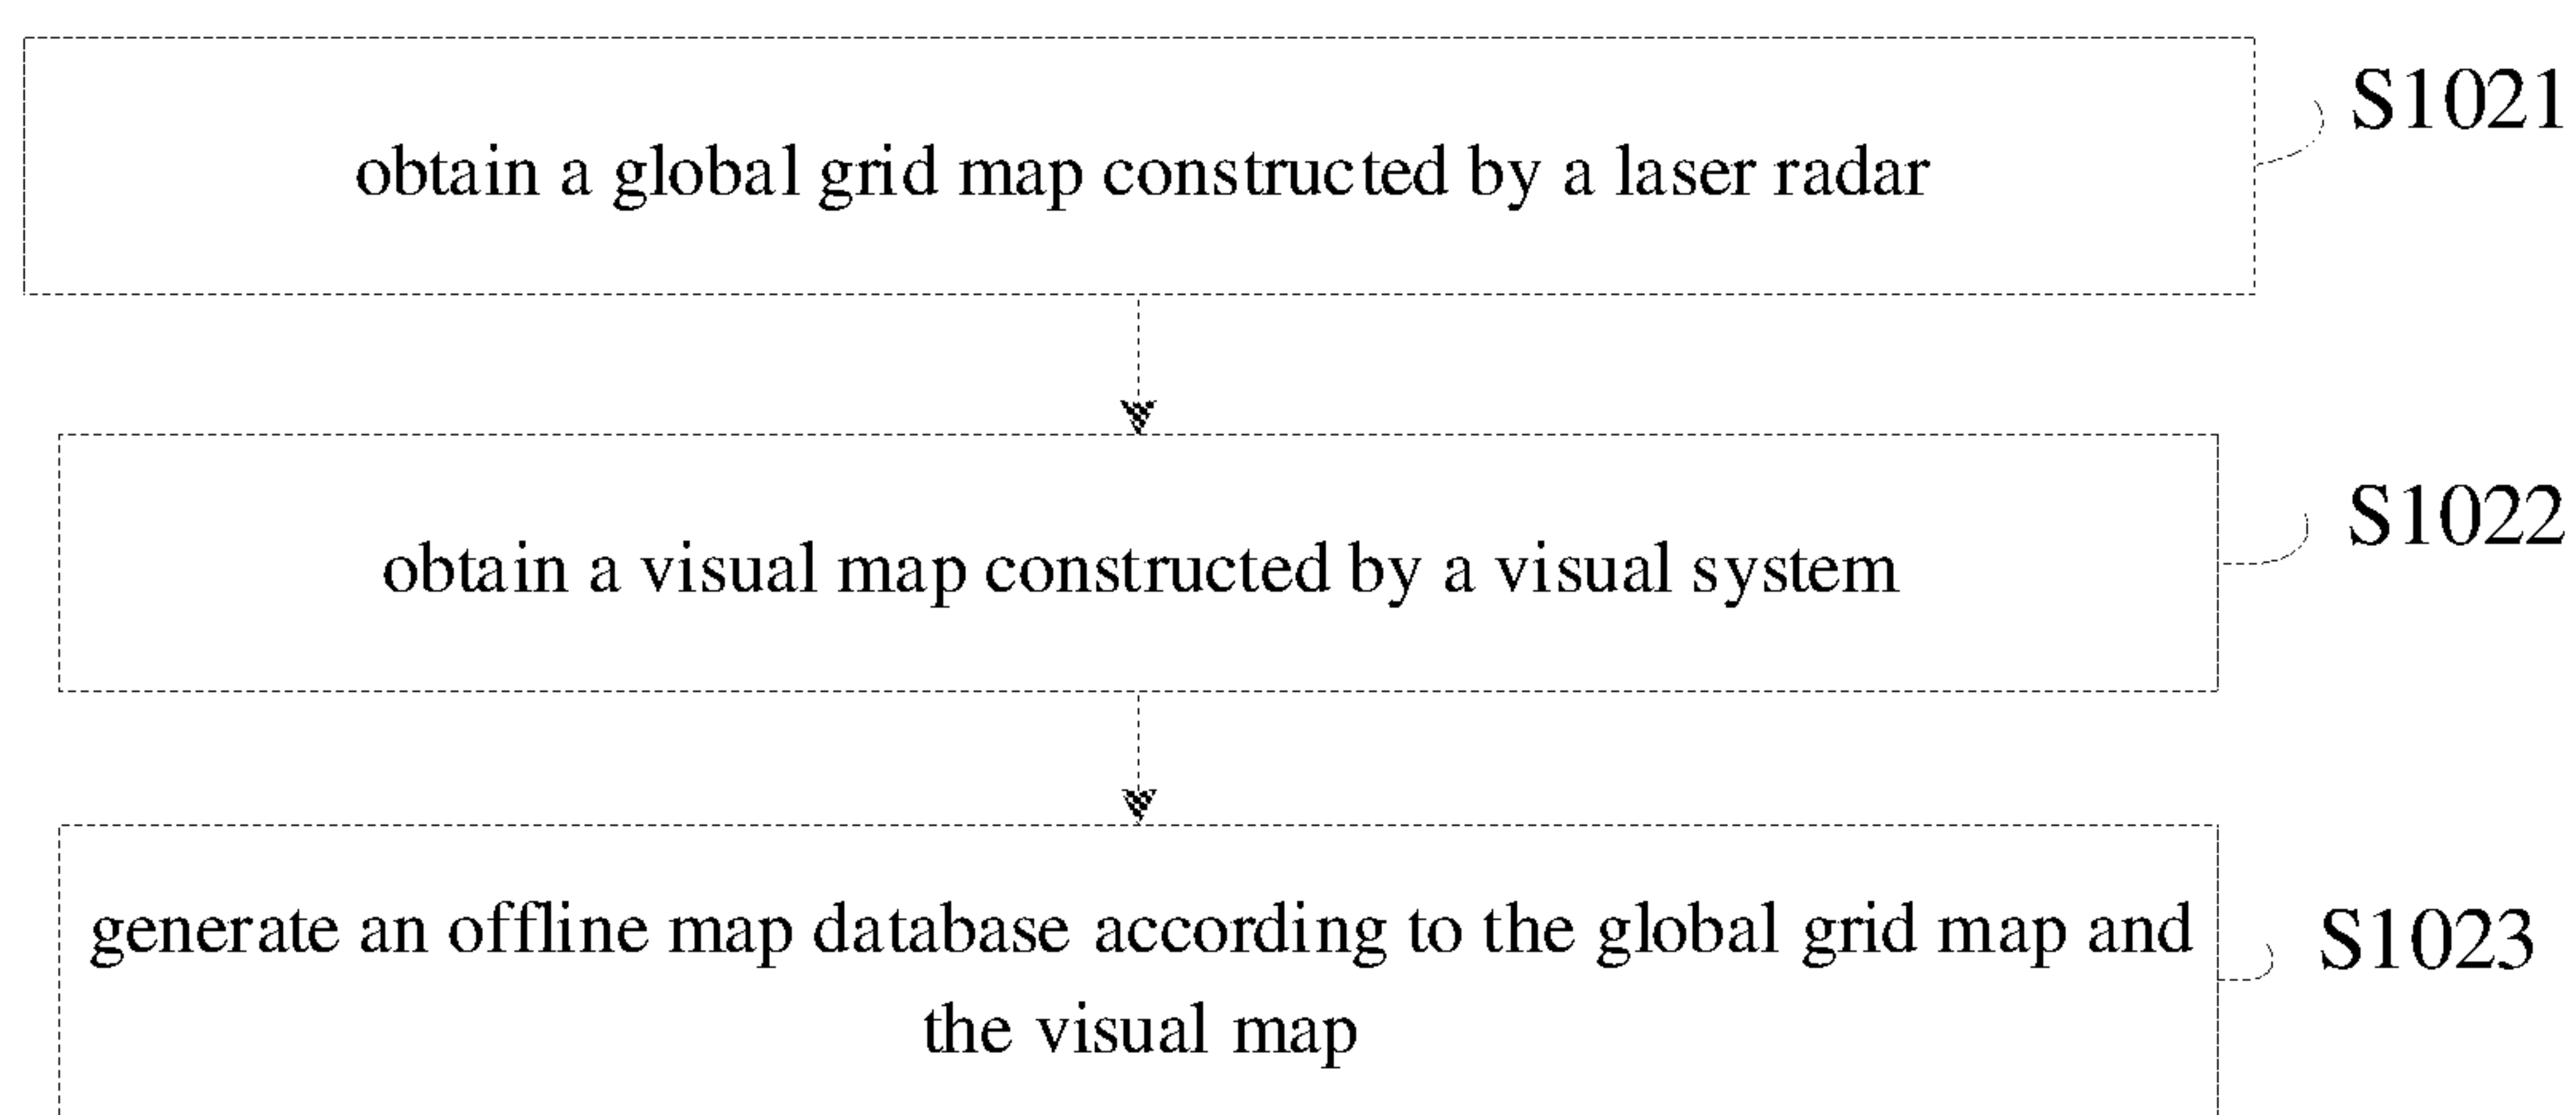 obtain a global grid map constructed by a laser radar
S1021
obtain a visual map constructed by a visual system
S1022
generate an offline map database according to the global grid map and
the visual map
S1023